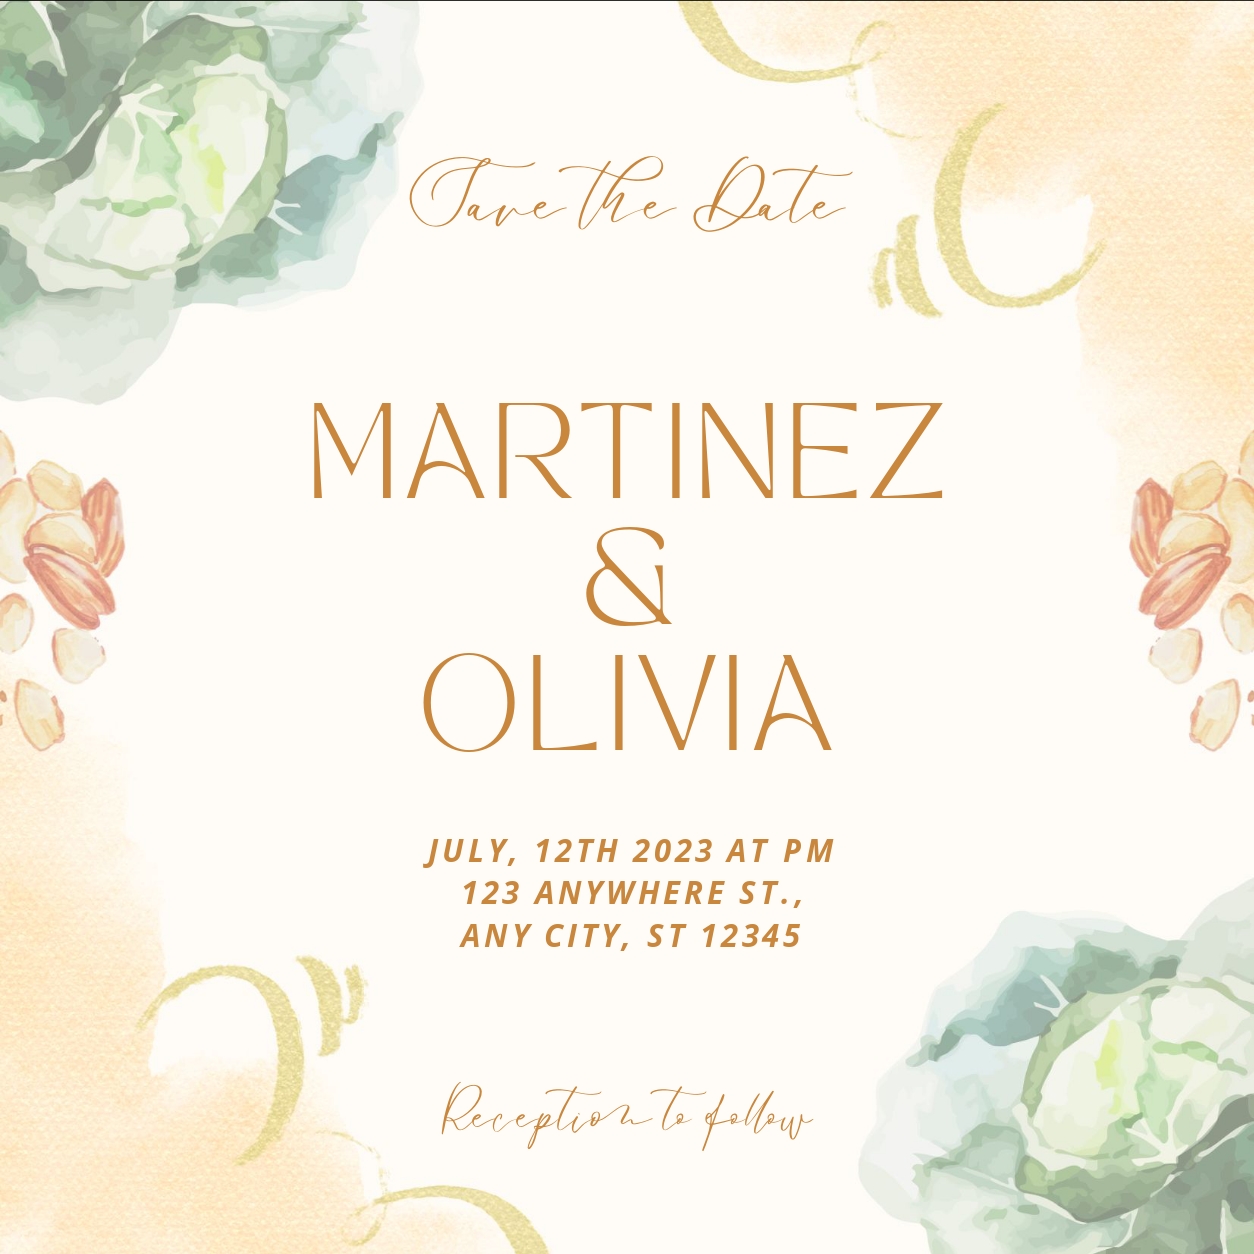 Save the Date
MARTINEZ
&
OLIVIA
JULY, 12TH 2023 AT PM
123 ANYWHERE ST.,
ANY CITY, ST 12345
Reception to follow